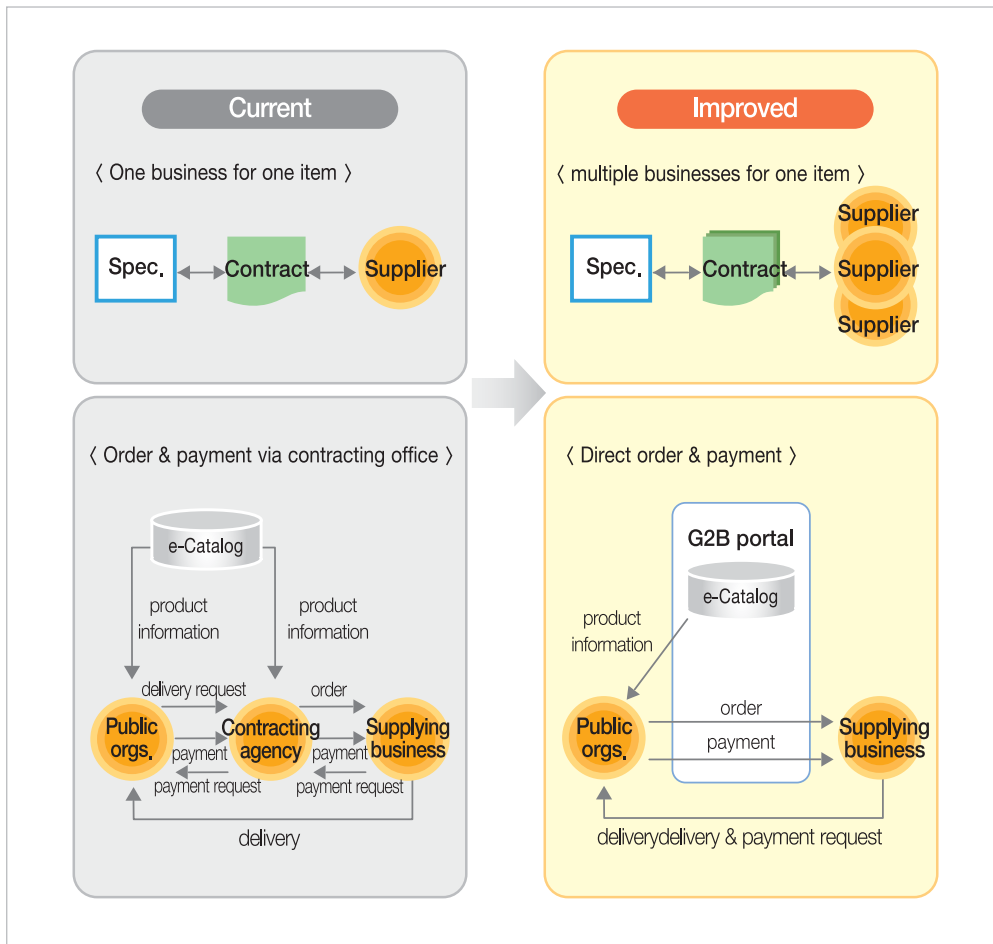 Current
〈 One business for one item 〉
Spec.
Contract
Supplier
〈 Order & payment via contracting office 〉
e-Catalog
product
information
product
information
delivery request
order
Public
orgs.
Contracting
agency
Supplying
business
payment
payment
payment request
payment request
delivery
Improved
〈 multiple businesses for one item 〉
Spec.
Contract
Supplier
Supplier
Supplier
〈 Direct order & payment 〉
G2B portal
e-Catalog
product
information
Public
orgs.
order
payment
Supplying
business
deliverydelivery & payment request